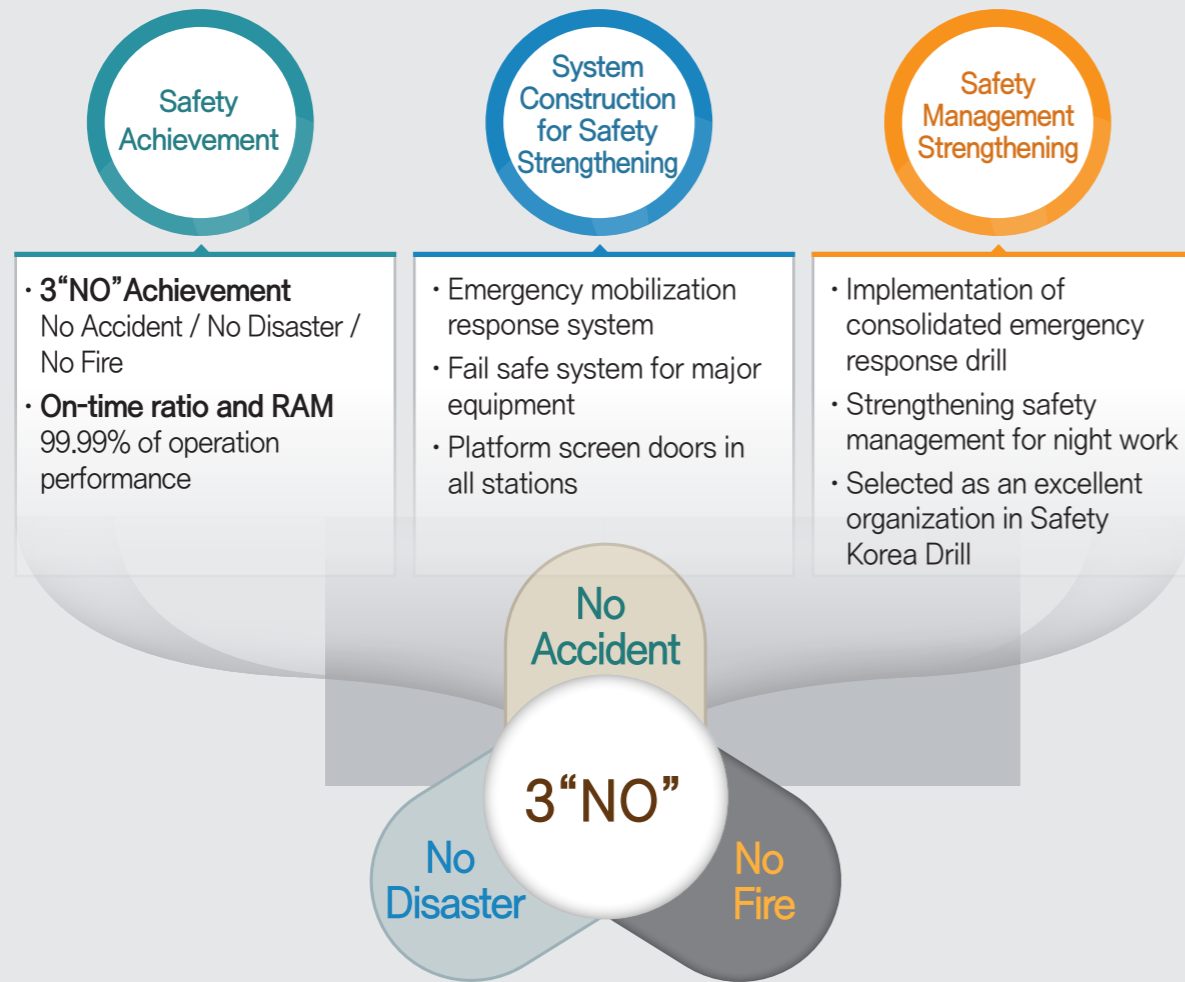 Safety
Achievement
System
Construction
for Safety
Strengthening
Safety
Management
Strengthening
· 3“NO”Achievement
No Accident / No Disaster /
No Fire
· On-time ratio and RAM
99.99% of operation
performance
· Emergency mobilization
response system
· Fail safe system for major
equipment
· Platform screen doors in
all stations
· Implementation of
consolidated emergency
response drill
· Strengthening safety
management for night work
· Selected as an excellent
organization in Safety
Korea Drill
No
Accident
3“NO”
No
Disaster
No
Fire